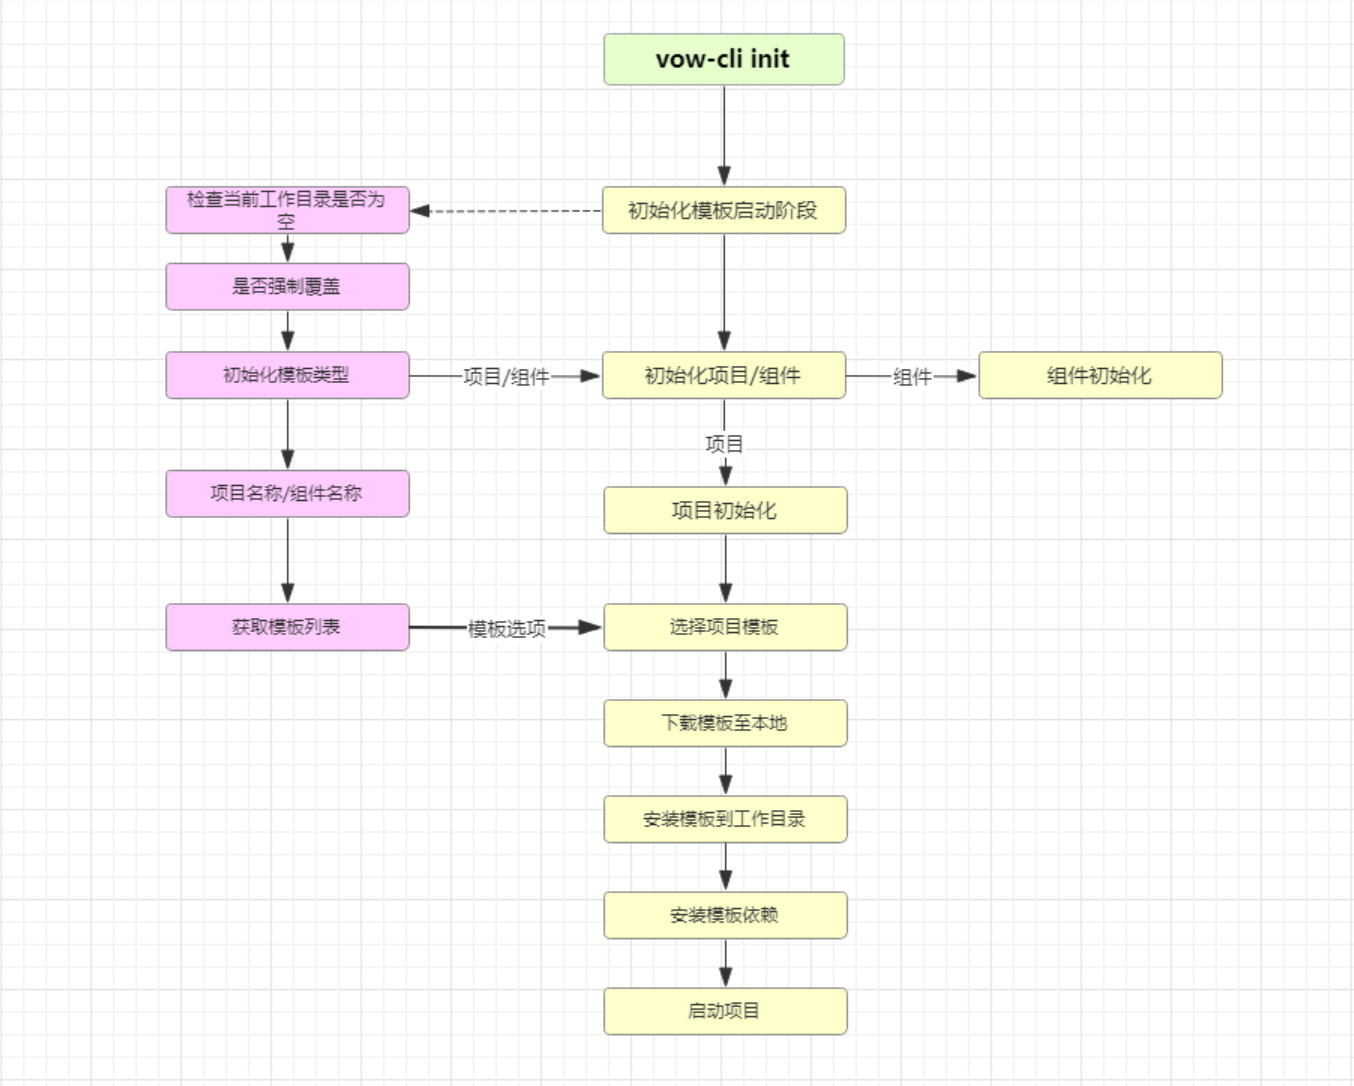 vow-cli init
检查当前工作目录是否为
空
初始化模板启动阶段
是否强制覆盖
初始化模板类型
项目/组件
初始化项目/组件
组件
组件初始化
项目
项目名称/组件名称
项目初始化
获取模板列表
模板选项
选择项目模板
下载模板至本地
安装模板到工作目录
安装模板依赖
启动项目